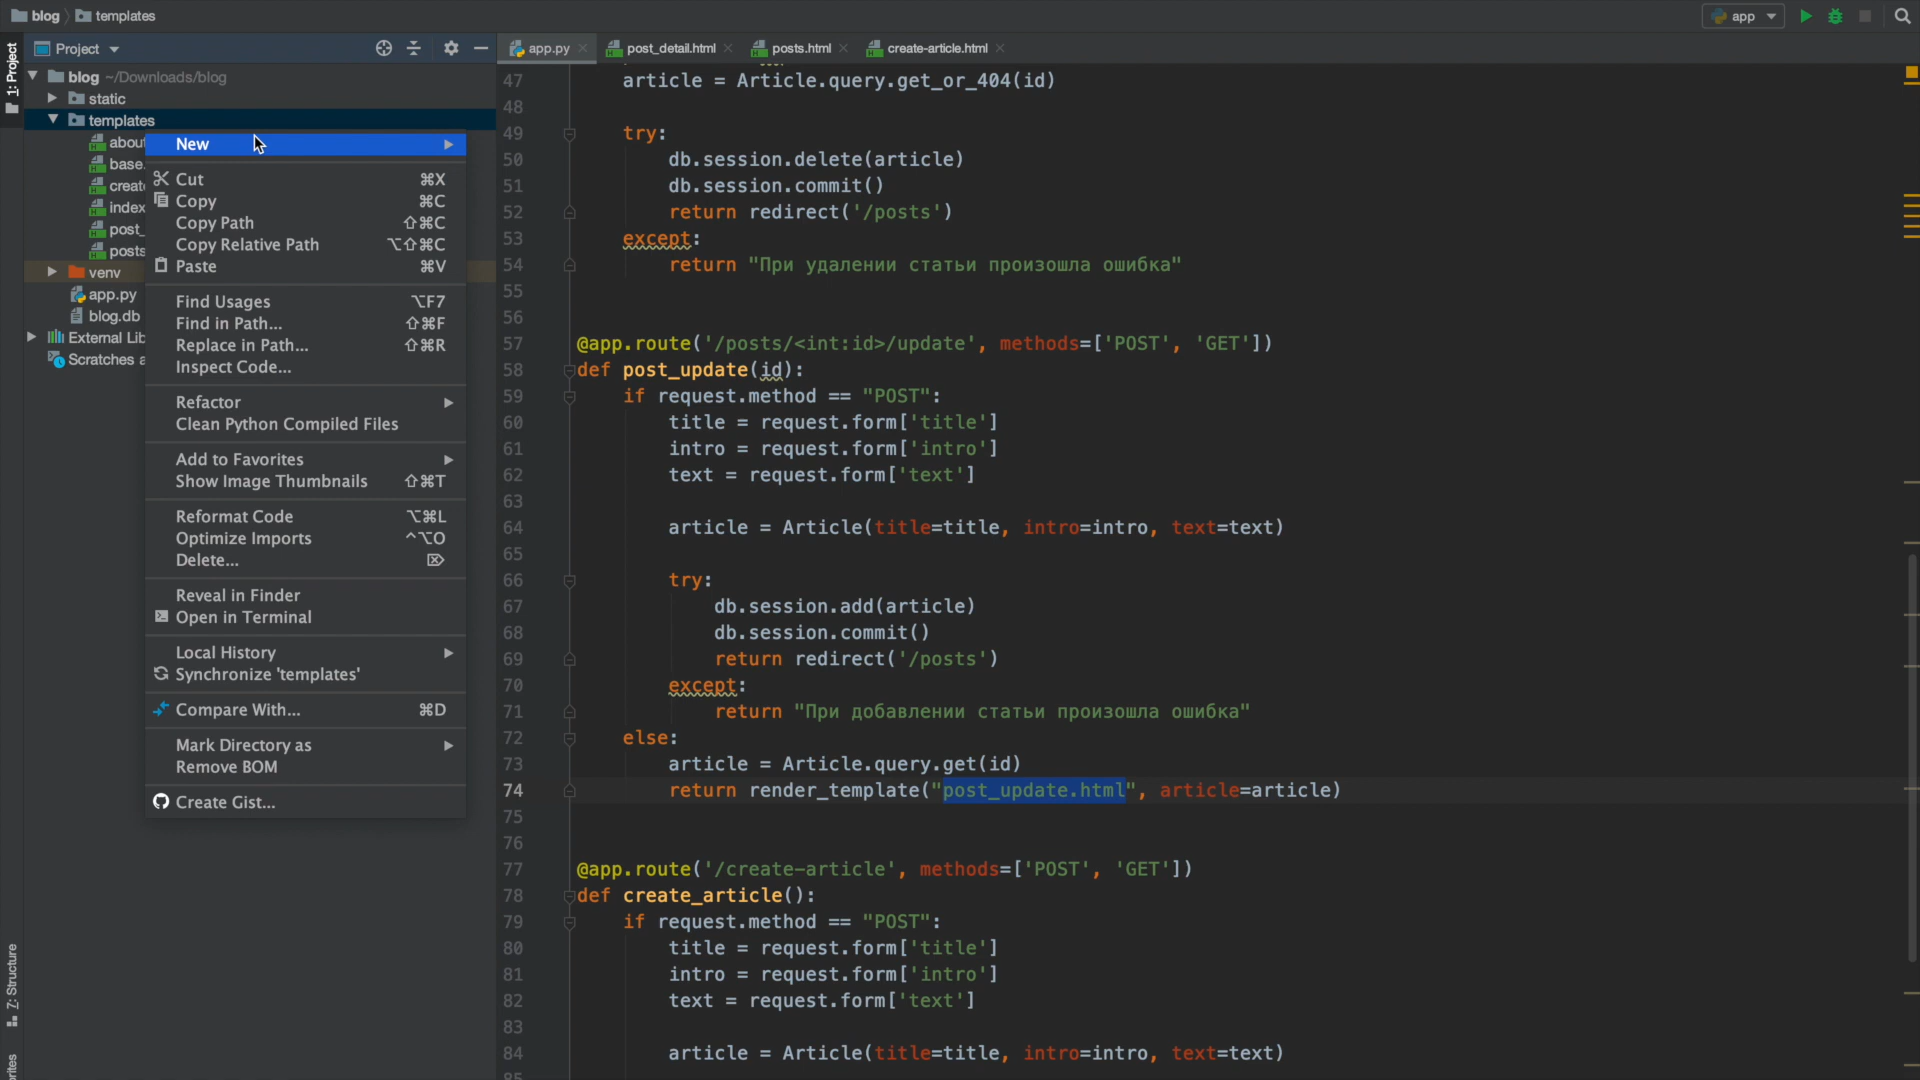 blog templates
app
1: Project
Project
app.py
post_detail.html
posts.html
create-article.html
blog ~/Downloads/blog
static
templates
about
base.
create
index
post_
posts
venv
app.py
blog.db
External Lib
Scratches a
New
Cut ⌘X
Copy ⌘C
Copy Path ⇧⌘C
Copy Relative Path ⌥⇧⌘C
Paste ⌘V
Find Usages ⌥F7
Find in Path... ⇧⌘F
Replace in Path... ⇧⌘R
Inspect Code...
Refactor
Clean Python Compiled Files
Add to Favorites
Show Image Thumbnails ⇧⌘T
Reformat Code ⌥⌘L
Optimize Imports ^⌥O
Delete... ⌦
Reveal in Finder
Open in Terminal
Local History
Synchronize 'templates'
Compare With... ⌘D
Mark Directory as
Remove BOM
Create Gist...
Z: Structure
47 article = Article.query.get_or_404(id)
48
49 try:
50 db.session.delete(article)
51 db.session.commit()
52 return redirect('/posts')
53 except:
54 return "При удалении статьи произошла ошибка"
55
56
57 @app.route('/posts/<int:id>/update', methods=['POST', 'GET'])
58 def post_update(id):
59 if request.method == "POST":
60 title = request.form['title']
61 intro = request.form['intro']
62 text = request.form['text']
63
64 article = Article(title=title, intro=intro, text=text)
65
66 try:
67 db.session.add(article)
68 db.session.commit()
69 return redirect('/posts')
70 except:
71 return "При добавлении статьи произошла ошибка"
72 else:
73 article = Article.query.get(id)
74 return render_template("post_update.html", article=article)
75
76
77 @app.route('/create-article', methods=['POST', 'GET'])
78 def create_article():
79 if request.method == "POST":
80 title = request.form['title']
81 intro = request.form['intro']
82 text = request.form['text']
83
84 article = Article(title=title, intro=intro, text=text)
85